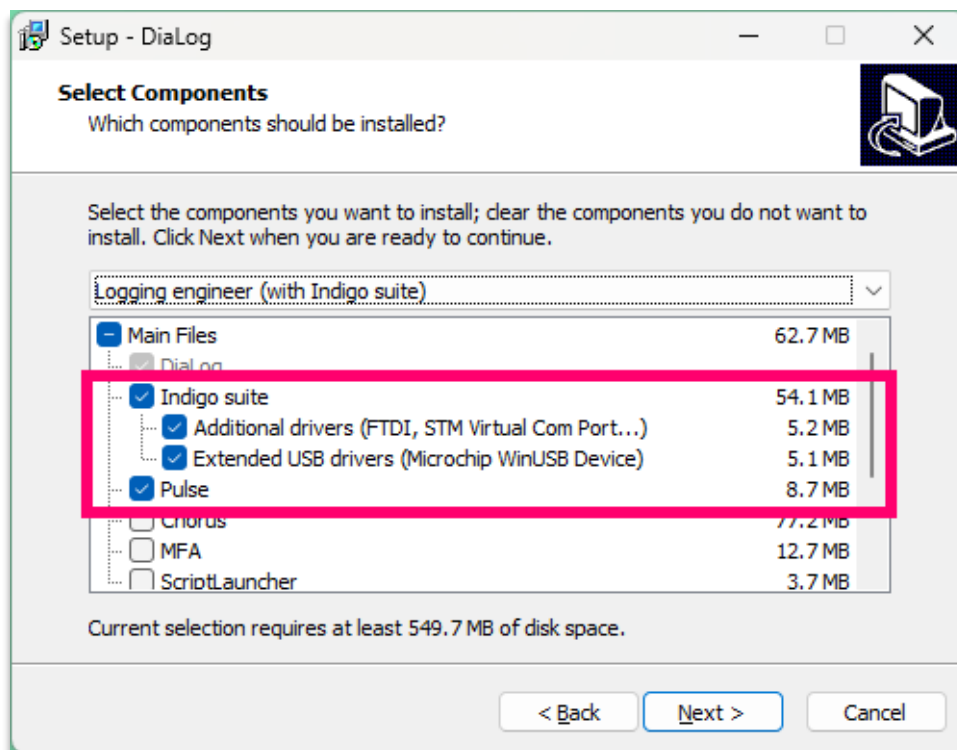 Setup - DiaLog
Select Components
Which components should be installed?
Select the components you want to install; clear the components you do not want to
install. Click Next when you are ready to continue.
Logging engineer (with Indigo suite)
Main Files 62.7 MB
DiaLog
Indigo suite 54.1 MB
Additional drivers (FTDI, STM Virtual Com Port...) 5.2 MB
Extended USB drivers (Microchip WinUSB Device) 5.1 MB
Pulse 8.7 MB
Chorus 77.2 MB
MFA 12.7 MB
ScriptLauncher 3.7 MB
Current selection requires at least 549.7 MB of disk space.
< Back Next > Cancel